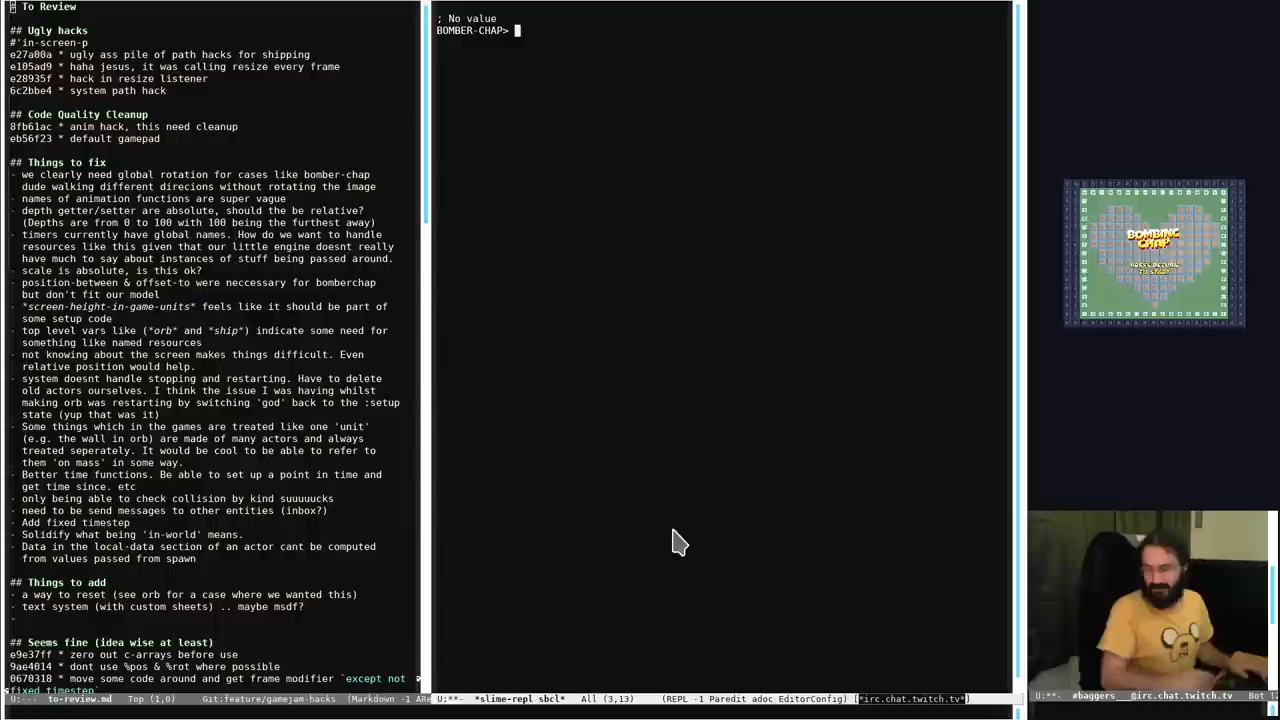 # To Review
## Ugly hacks
#'in-screen-p
e27a00a * ugly ass pile of path hacks for shipping
e105ad9 * haha jesus, it was calling resize every frame
e28935f * hack in resize listener
6c2bbe4 * system path hack
## Code Quality Cleanup
8fb61ac * anim hack, this need cleanup
eb56f23 * default gamepad
## Things to fix
- we clearly need global rotation for cases like bomber-chap
dude walking different direcions without rotating the image
- names of animation functions are super vague
- depth getter/setter are absolute, should the be relative?
(Depths are from 0 to 100 with 100 being the furthest away)
- timers currently have global names. How do we want to handle
resources like this given that our little engine doesnt really
have much to say about instances of stuff being passed around.
- scale is absolute, is this ok?
- position-between & offset-to were neccessary for bomberchap
but don't fit our model
- *screen-height-in-game-units* feels like it should be part of
some setup code
- top level vars like (*orb* and *ship*) indicate some need for
something like named resources
- not knowing about the screen makes things difficult. Even
relative position would help.
- system doesnt handle stopping and restarting. Have to delete
old actors ourselves. I think the issue I was having whilst
making orb was restarting by switching 'god' back to the :setup
state (yup that was it)
- Some things which in the games are treated like one 'unit'
(e.g. the wall in orb) are made of many actors and always
treated seperately. It would be cool to be able to refer to
them 'on mass' in some way.
- Better time functions. Be able to set up a point in time and
get time since. etc
- only being able to check collision by kind suuuuucks
- need to be send messages to other entities (inbox?)
- Add fixed timestep
- Solidify what being 'in-world' means.
- Data in the local-data section of an actor cant be computed
from values passed from spawn
## Things to add
- a way to reset (see orb for a case where we wanted this)
- text system (with custom sheets) .. maybe msdf?
-
## Seems fine (idea wise at least)
e9e37ff * zero out c-arrays before use
9ae4014 * dont use %pos & %rot where possible
0670318 * move some code around and get frame modifier `except not
fixed timestep`
U:--- to-review.md Top (1,0) Git:feature/gamejam-hacks (Markdown -1 ARe
; No value
BOMBER-CHAP>
U:**- *slime-repl sbcl* All (3,13) (REPL -1 Paredit adoc EditorConfig) [*irc.chat.twitch.tv*]
BOMBING
CHAP
PRESS RETURN
TO START
U:**- #baggers__@irc.chat.twitch.tv Bot